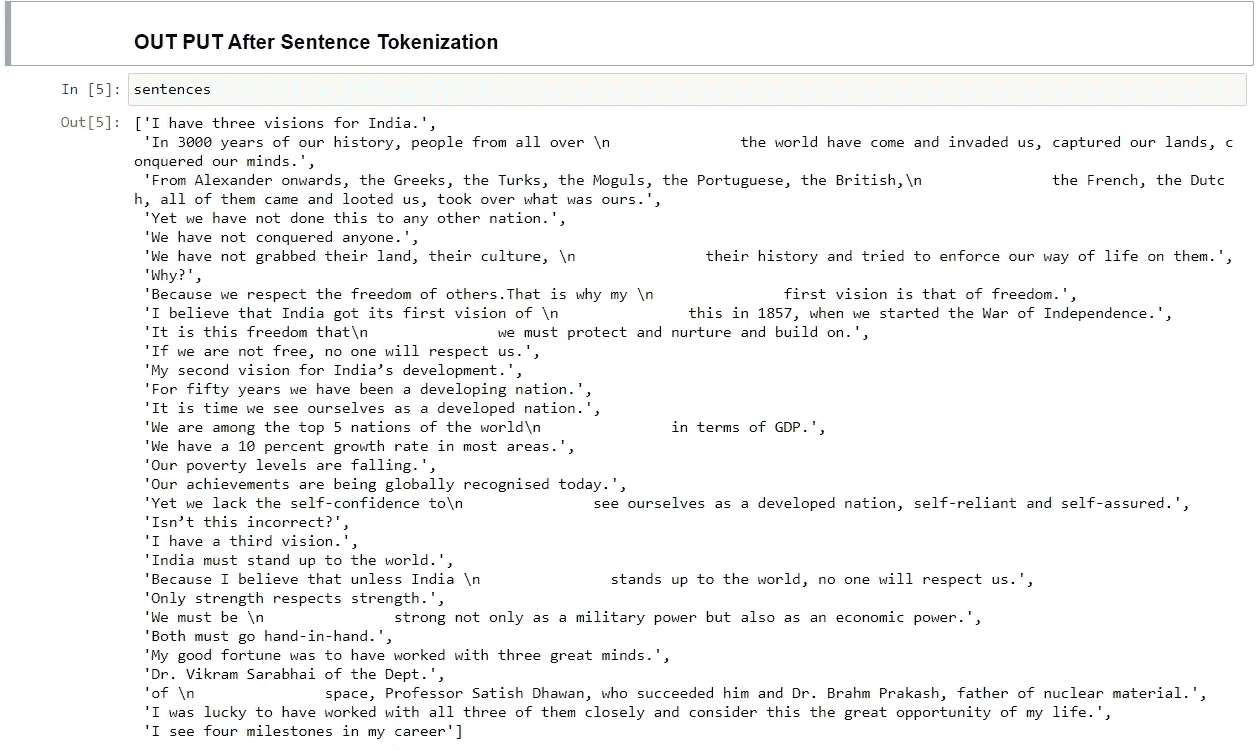 OUT PUT After Sentence Tokenization
In [5]: sentences
Out[5]: ['I have three visions for India.',
'In 3000 years of our history, people from all over \n             the world have come and invaded us, captured our lands, c
onquered our minds.',
'From Alexander onwards, the Greeks, the Turks, the Moguls, the Portuguese, the British,\n             the French, the Dutc
h, all of them came and looted us, took over what was ours.',
'Yet we have not done this to any other nation.',
'We have not conquered anyone.',
'We have not grabbed their land, their culture, \n             their history and tried to enforce our way of life on them.',
'Why?',
'Because we respect the freedom of others.That is why my \n             first vision is that of freedom.',
'I believe that India got its first vision of \n             this in 1857, when we started the War of Independence.',
'It is this freedom that\n             we must protect and nurture and build on.',
'If we are not free, no one will respect us.',
'My second vision for India’s development.',
'For fifty years we have been a developing nation.',
'It is time we see ourselves as a developed nation.',
'We are among the top 5 nations of the world\n             in terms of GDP.',
'We have a 10 percent growth rate in most areas.',
'Our poverty levels are falling.',
'Our achievements are being globally recognised today.',
'Yet we lack the self-confidence to\n             see ourselves as a developed nation, self-reliant and self-assured.',
'Isn’t this incorrect?',
'I have a third vision.',
'India must stand up to the world.',
'Because I believe that unless India \n             stands up to the world, no one will respect us.',
'Only strength respects strength.',
'We must be \n             strong not only as a military power but also as an economic power.',
'Both must go hand-in-hand.',
'My good fortune was to have worked with three great minds.',
'Dr. Vikram Sarabhai of the Dept.',
'of \n             space, Professor Satish Dhawan, who succeeded him and Dr. Brahm Prakash, father of nuclear material.',
'I was lucky to have worked with all three of them closely and consider this the great opportunity of my life.',
'I see four milestones in my career']